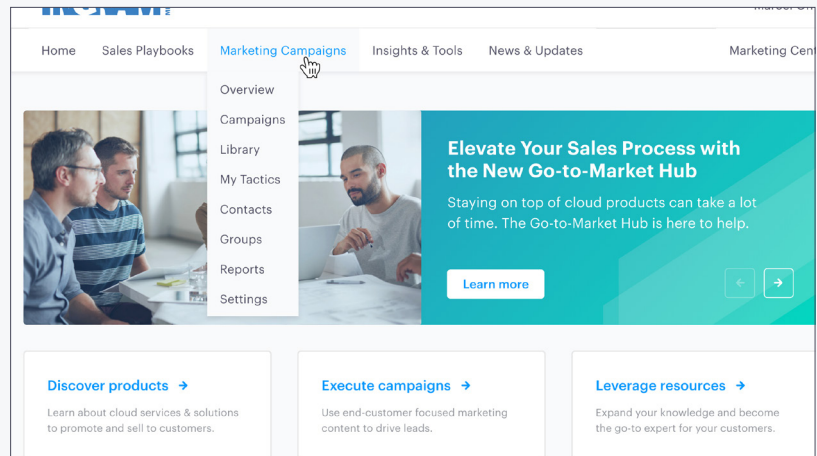 Home Sales Playbooks Marketing Campaigns Insights & Tools News & Updates Marketing
Overview
Campaigns
Library
My Tactics
Contacts
Groups
Reports
Settings
Elevate Your Sales Process with
the New Go-to-Market Hub
Staying on top of cloud products can take a lot
of time. The Go-to-Market Hub is here to help.
Learn more
Discover products
Learn about cloud services & solutions
to promote and sell to customers.
Execute campaigns
Use end-customer focused marketing
content to drive leads.
Leverage resources
Expand your knowledge and become
the go-to expert for your customers.